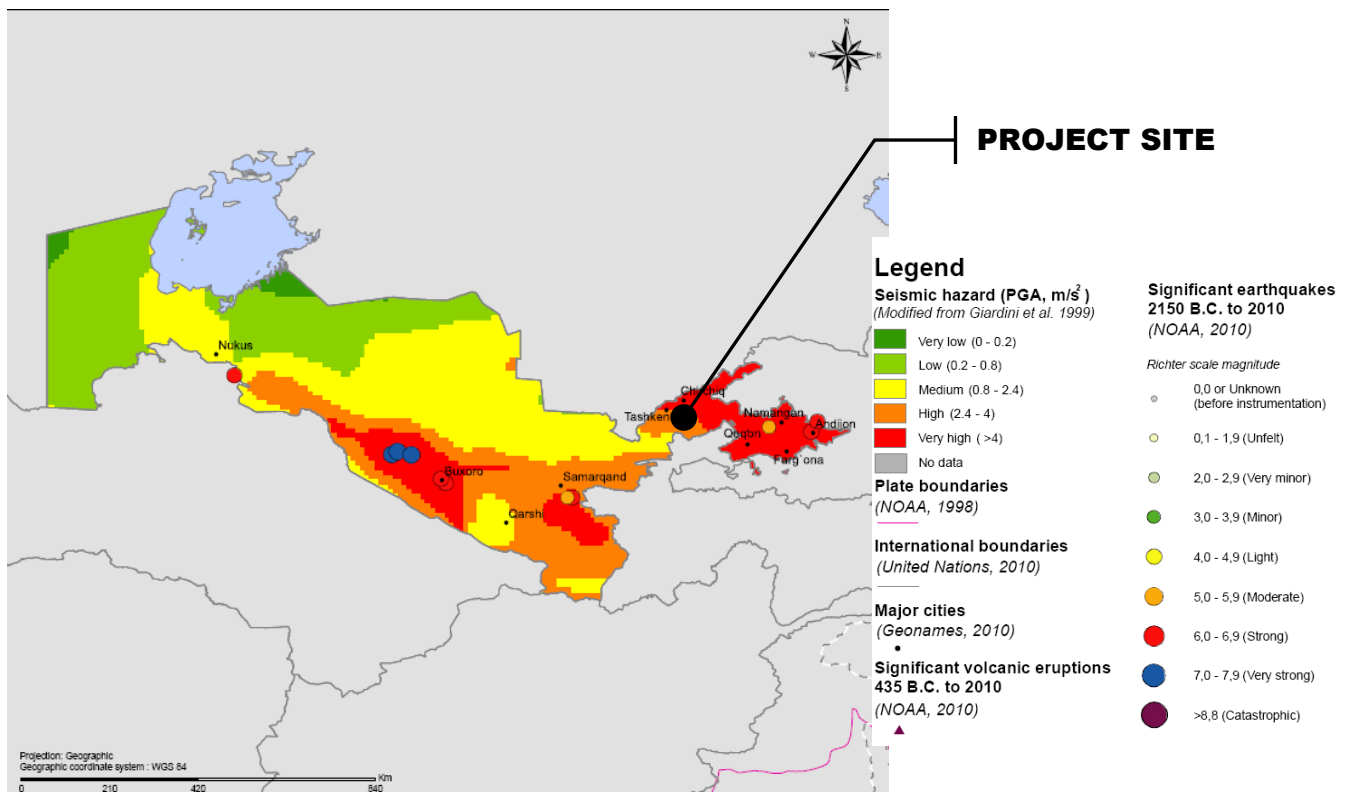 N
W
E
S
PROJECT SITE
Nukus
Chirchiq
Tashken
Namangan
Andijon
Qoqon
Farg`ona
Buxoro
Samarqand
Qarshi
Legend
Seismic hazard (PGA, m/s² )
(Modified from Giardini et al. 1999)
Very low (0 - 0.2)
Low (0.2 - 0.8)
Medium (0.8 - 2.4)
High (2.4 - 4)
Very high ( >4)
No data
Plate boundaries
(NOAA, 1998)
International boundaries
(United Nations, 2010)
Major cities
(Geonames, 2010)
Significant volcanic eruptions
435 B.C. to 2010
(NOAA, 2010)
Significant earthquakes
2150 B.C. to 2010
(NOAA, 2010)
Richter scale magnitude
0,0 or Unknown
(before instrumentation)
0,1 - 1,9 (Unfelt)
2,0 - 2,9 (Very minor)
3,0 - 3,9 (Minor)
4,0 - 4,9 (Light)
5,0 - 5,9 (Moderate)
6,0 - 6,9 (Strong)
7,0 - 7,9 (Very strong)
>8,8 (Catastrophic)
Projection: Geographic
Geographic coordinate system : WGS 84
Km
0 210 420 840